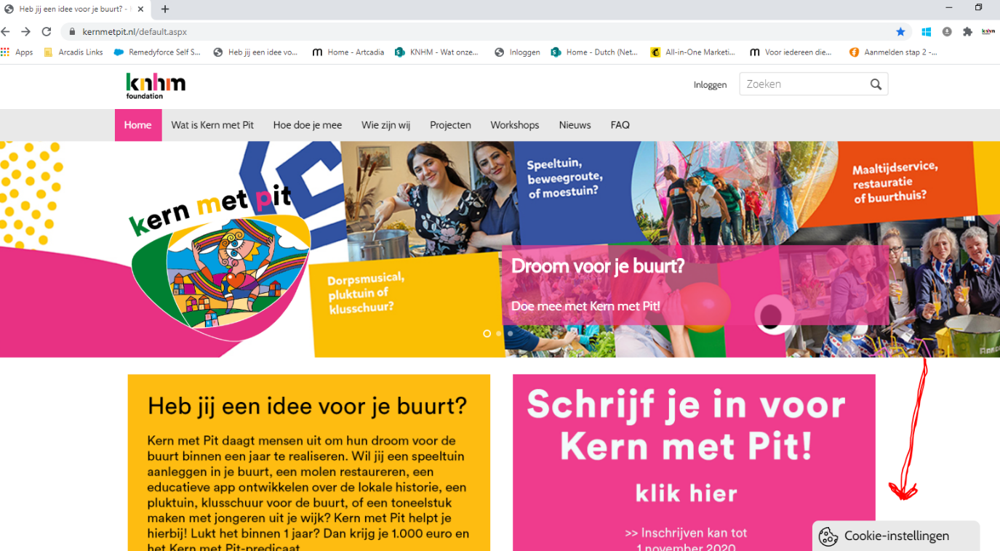 Heb jij een idee voor je buurt? -
kernmetpit.nl/default.aspx
Apps Arcadis Links Remedyforce Self S... Heb jij een idee vo... Home - Artcadia KNHM - Wat onze... Inloggen Home - Dutch (Net... All-in-One Marketi... Voor iedereen die... Aanmelden stap 2 -...
knhm
foundation
Inloggen
Zoeken
Home Wat is Kern met Pit Hoe doe je mee Wie zijn wij Projecten Workshops Nieuws FAQ
kern met pit
Speeltuin,
beweegroute,
of moestuin?
Maaltijdservice,
restauratie
of buurthuis?
Dorpsmusical,
pluktuin of
klusschuur?
Droom voor je buurt?
Doe mee met Kern met Pit!
Heb jij een idee voor je buurt?
Kern met Pit daagt mensen uit om hun droom voor de
buurt binnen een jaar te realiseren. Wil jij een speeltuin
aanleggen in je buurt, een molen restaureren, een
educatieve app ontwikkelen over de lokale historie, een
pluktuin, klusschuur voor de buurt, of een toneelstuk
maken met jongeren uit je wijk? Kern met Pit helpt je
hierbij! Lukt het binnen 1 jaar? Dan krijg je 1.000 euro en
het Kern met Pit-predicaat
Schrijf je in voor
Kern met Pit!
klik hier
>> Inschrijven kan tot
1 november 2020
Cookie-instellingen